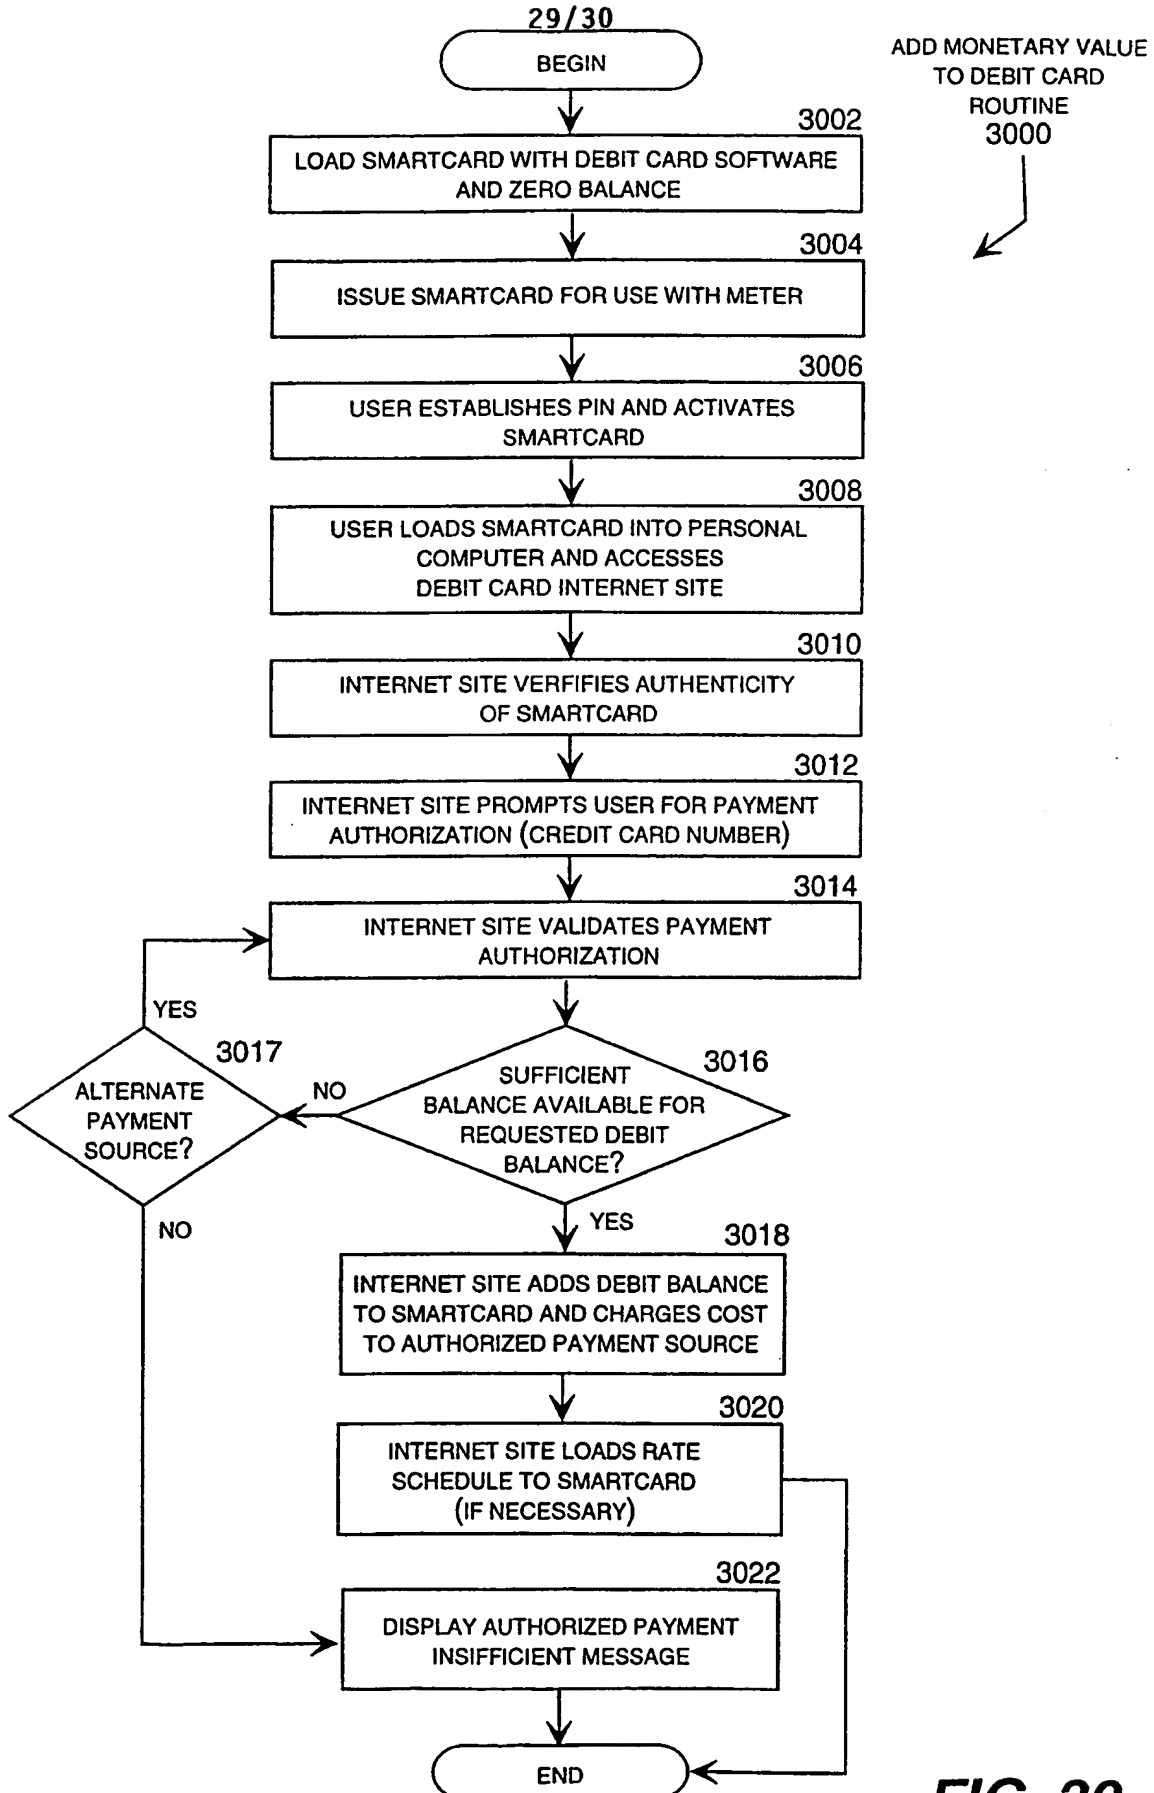 29/30
BEGIN
ADD MONETARY VALUE
TO DEBIT CARD
ROUTINE
3000
3002
LOAD SMARTCARD WITH DEBIT CARD SOFTWARE
AND ZERO BALANCE
3004
ISSUE SMARTCARD FOR USE WITH METER
3006
USER ESTABLISHES PIN AND ACTIVATES
SMARTCARD
3008
USER LOADS SMARTCARD INTO PERSONAL
COMPUTER AND ACCESSES
DEBIT CARD INTERNET SITE
3010
INTERNET SITE VERFIFIES AUTHENTICITY
OF SMARTCARD
3012
INTERNET SITE PROMPTS USER FOR PAYMENT
AUTHORIZATION (CREDIT CARD NUMBER)
3014
INTERNET SITE VALIDATES PAYMENT
AUTHORIZATION
YES
3017
ALTERNATE
PAYMENT
SOURCE?
NO
3016
SUFFICIENT
BALANCE AVAILABLE FOR
REQUESTED DEBIT
BALANCE?
NO
YES
3018
INTERNET SITE ADDS DEBIT BALANCE
TO SMARTCARD AND CHARGES COST
TO AUTHORIZED PAYMENT SOURCE
3020
INTERNET SITE LOADS RATE
SCHEDULE TO SMARTCARD
(IF NECESSARY)
3022
DISPLAY AUTHORIZED PAYMENT
INSIFFICIENT MESSAGE
END
FIG.